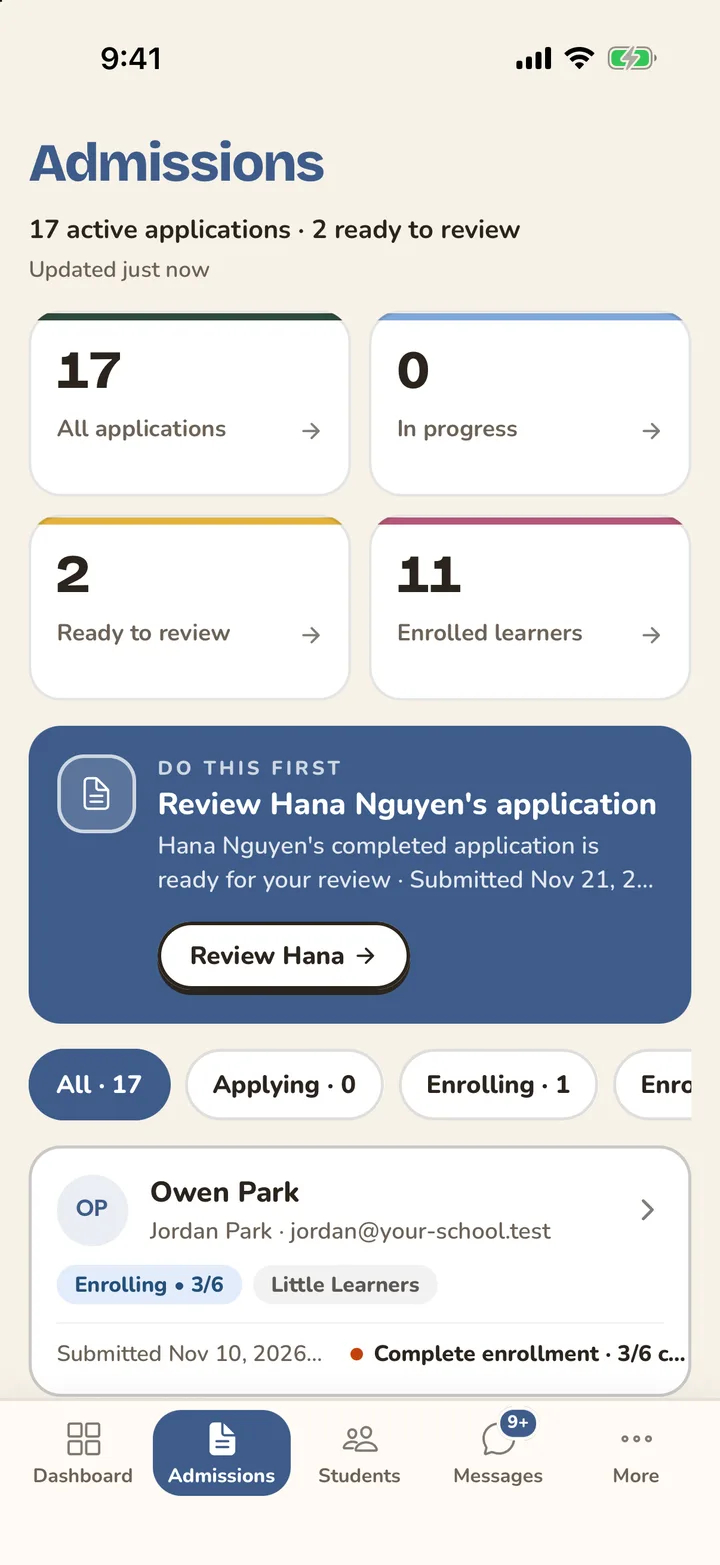 9:41
Admissions
17 active applications · 2 ready to review
Updated just now
17
All applications →
0
In progress →
2
Ready to review →
11
Enrolled learners →
DO THIS FIRST
Review Hana Nguyen's application
Hana Nguyen's completed application is
ready for your review · Submitted Nov 21, 2...
Review Hana →
All · 17
Applying · 0
Enrolling · 1
Enro
OP
Owen Park
Jordan Park · jordan@your-school.test
Enrolling • 3/6
Little Learners
Submitted Nov 10, 2026...
Complete enrollment · 3/6 c...
Dashboard
Admissions
Students
9+
Messages
More